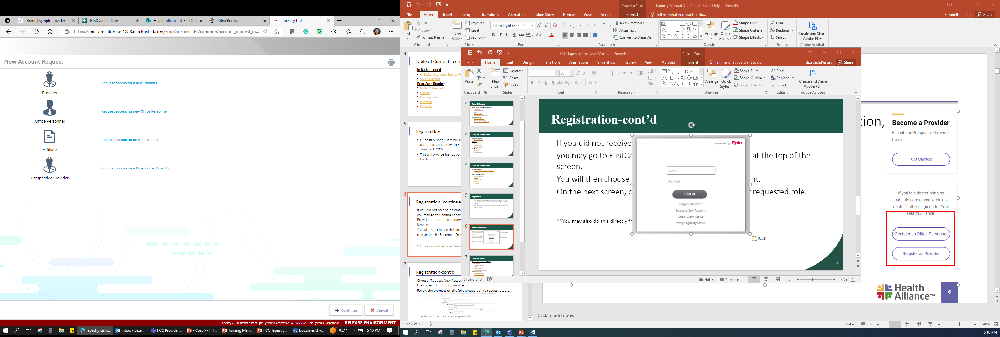 Home | symplr Provider
FirstCarolinaCare
Health Alliance & FirstCar
Citrix Receiver
Tapestry Link
https://epiccarelink-np.et1228.epichosted.com/EpicCareLink-REL/common/account_request_m...
New Account Request
Provider
Request access for a new Provider
Office Personnel
Request access for new Office Personnel
Affiliate
Request access for an Affiliate User
Prospective Provider
Request access for a Prospective Provider
Continue
Cancel
Tapestry® Link licensed from Epic Systems Corporation, © 1979-2022 Epic Systems Corporation.
RELEASE ENVIRONMENT
Tapestry Link...
Inbox - Eliza...
FCC Provider...
~Corp PPT (F...
Training Man...
FCC Tapestry...
Document1 -...
54°F
5:10 PM
Drawing Tools
Training Manual Draft 12.02 [Read-Only] - PowerPoint
File
Home
Insert
Design
Transitions
Animations
Slide Show
Review
View
Acrobat
Format
Tell me what you want to do...
Elizabeth.Perkins
Share
Paste
Cut
Copy
Format Painter
Clipboard
New Slide
Layout
Reset
Section
Slides
Calibri Light (B
24
Font
Text Direction
Align Text
Convert to SmartArt
Paragraph
Arrange
Quick Styles
Shape Fill
Shape Outline
Shape Effects
Drawing
Find
Replace
Select
Editing
Create and Share
Adobe PDF
Adobe Acrobat
4
Table of Contents-cont
In Basket-cont'd
In Basket-Customer Service Re
My Out Basket
Prior Auth Routing
No Auth Needed
Evicore
Guiding Care
Interqual
Referrals
5
Registration
Our established users will re
username and password 3-
January 1, 2022.
This will provide instruction
the first time.
6
Registration (continue
If you did not receive an ema
you may go to HealthAlliance
Provider under the drop dow
Services.
You will then choose the corr
role under the Become a Pro
**You may also do this directly from Provide
7
Registration-cont'd
Choose "Request New Accou
the correct option for your role.
Follow the prompts on the following screen to request access.
**Any field with a stop sign indicates a required field**
Slide 6 of 75
FCC Tapestry Link User Manual - PowerPoint
Picture Tools
File
Home
Insert
Design
Transitions
Animations
Slide Show
Review
View
Acrobat
Format
Tell me what you want to do...
Elizabeth.Perkins
Share
Paste
Clipboard
New Slide
Layout
Reset
Section
Slides
28
Font
Paragraph
Arrange
Quick Styles
Shape Fill
Shape Outline
Shape Effects
Drawing
Find
Replace
Select
Editing
Create and Share
Adobe PDF
Adobe Acrobat
2
Table of Contents
3
4
5
Registration
6
Registration-cont'd
7
Table of Contents
Registration-cont'd
If you did not receive
you may go to FirstCa
at the top of the
screen.
You will then choose
nt.
On the next screen, c
requested role.
**You may also do this directly fr
powered by Epic
User ID
Password
LOG IN
Forgot password?
Request New Account
Check Claim Status
Verify Eligibility Status
(Ctrl)
6
Slide 6 of 8
Notes
Comments
77%
tion,
Become a Provider
Fill out our Prospective Provider
Form
Get Started
If you're a doctor bringing
patients care or you work in a
doctor's office, sign up for Your
Health Alliance.
Register as Office Personnel
Register as Provider
Health
Alliance™
6
Click to add notes
Notes
Comments
148%
5:10 PM